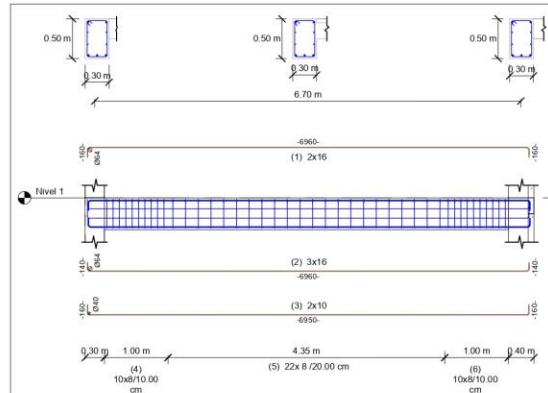 0.50 m
0.50 m
0.50 m
0.30 m
0.30 m
0.30 m
6.70 m
-6960-
-160-
Ø64
(1) 2x16
-160-
Nivel 1
-140-
Ø64
(2) 3x16
-6960-
-140-
-160-
Ø40
(3) 2x10
-6950-
-160-
0.30 m
1.00 m
4.35 m
1.00 m
0.40 m
(4)
10x8/10.00
cm
(5) 22x 8 /20.00 cm
(6)
10x8/10.00
cm